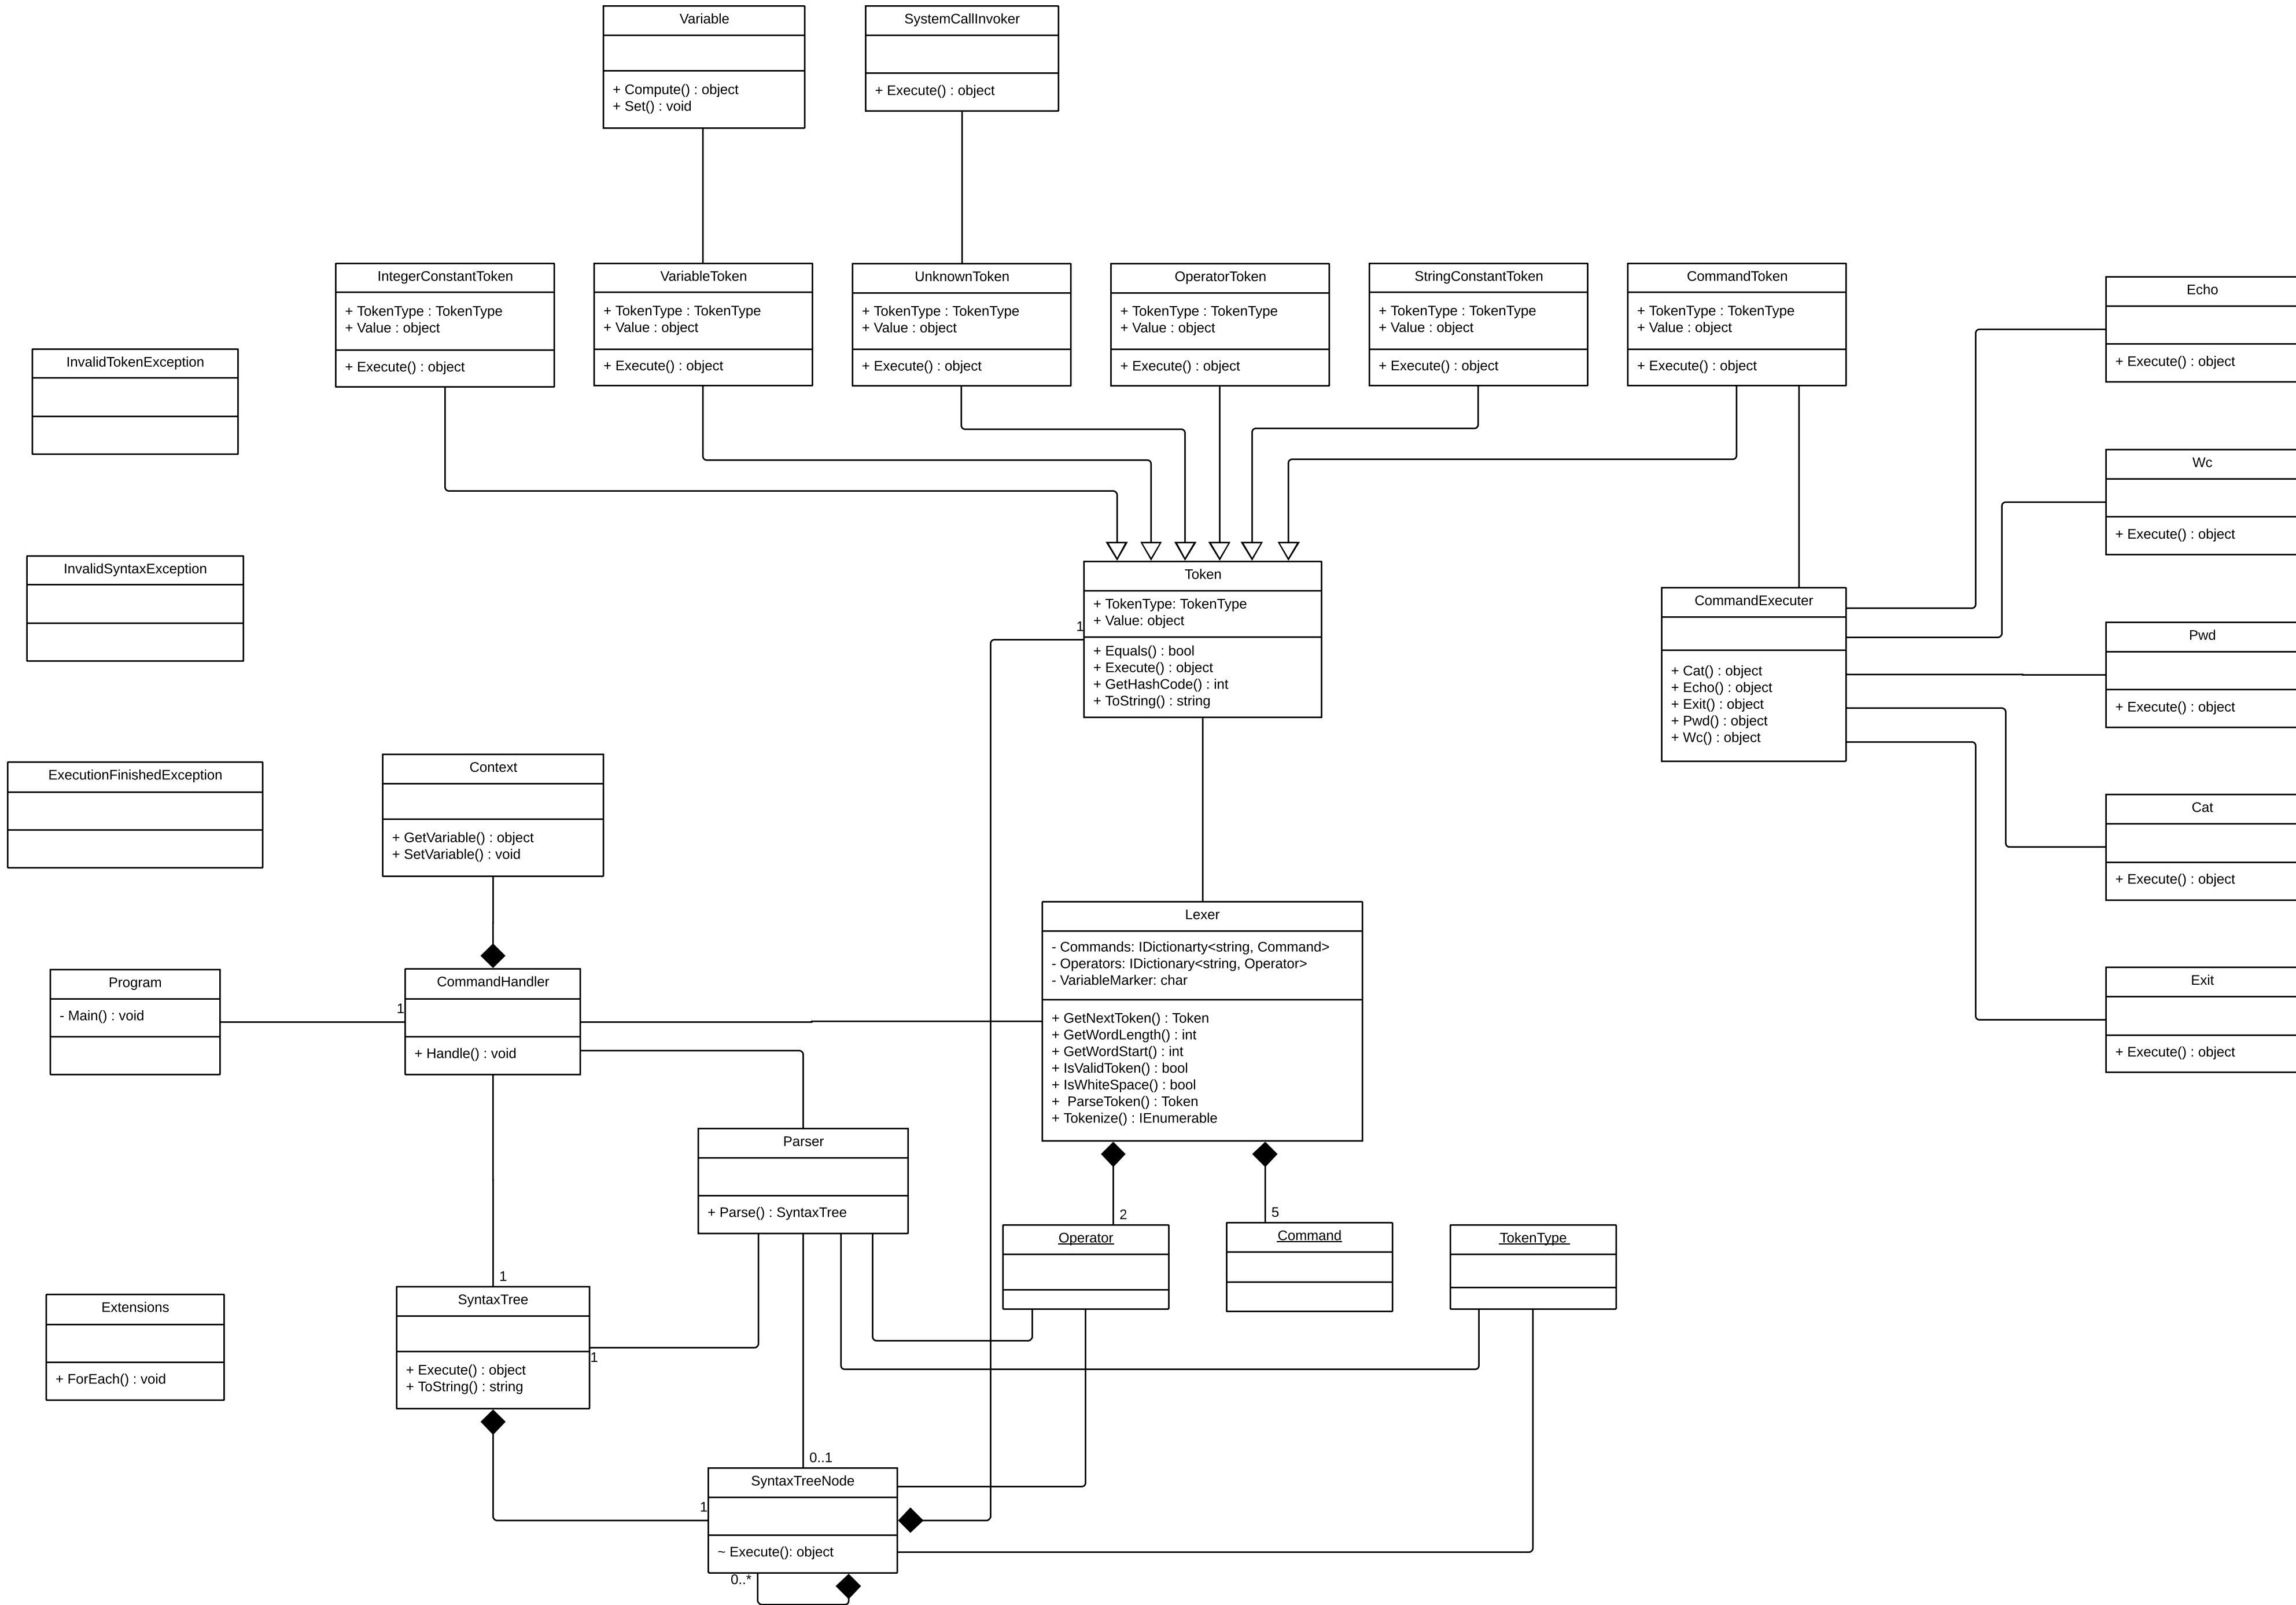 Variable
+ Compute() : object
+ Set() : void
SystemCallInvoker
+ Execute() : object
IntegerConstantToken
+ TokenType : TokenType
+ Value : object
+ Execute() : object
VariableToken
+ TokenType : TokenType
+ Value : object
+ Execute() : object
UnknownToken
+ TokenType : TokenType
+ Value : object
+ Execute() : object
OperatorToken
+ TokenType : TokenType
+ Value : object
+ Execute() : object
StringConstantToken
+ TokenType : TokenType
+ Value : object
+ Execute() : object
CommandToken
+ TokenType : TokenType
+ Value : object
+ Execute() : object
Echo
+ Execute() : object
InvalidTokenException
Wc
+ Execute() : object
InvalidSyntaxException
Token
+ TokenType: TokenType
+ Value: object
+ Equals() : bool
+ Execute() : object
+ GetHashCode() : int
+ ToString() : string
1
CommandExecuter
+ Cat() : object
+ Echo() : object
+ Exit() : object
+ Pwd() : object
+ Wc() : object
Pwd
+ Execute() : object
ExecutionFinishedException
Context
+ GetVariable() : object
+ SetVariable() : void
Cat
+ Execute() : object
Lexer
- Commands: IDictionarty<string, Command>
- Operators: IDictionary<string, Operator>
- VariableMarker: char
+ GetNextToken() : Token
+ GetWordLength() : int
+ GetWordStart() : int
+ IsValidToken() : bool
+ IsWhiteSpace() : bool
+  ParseToken() : Token
+ Tokenize() : IEnumerable
Program
- Main() : void
1
CommandHandler
+ Handle() : void
Exit
+ Execute() : object
Parser
+ Parse() : SyntaxTree
2
5
Operator
Command
TokenType
1
SyntaxTree
+ Execute() : object
+ ToString() : string
1
Extensions
+ ForEach() : void
0..1
SyntaxTreeNode
1
~ Execute(): object
0..*